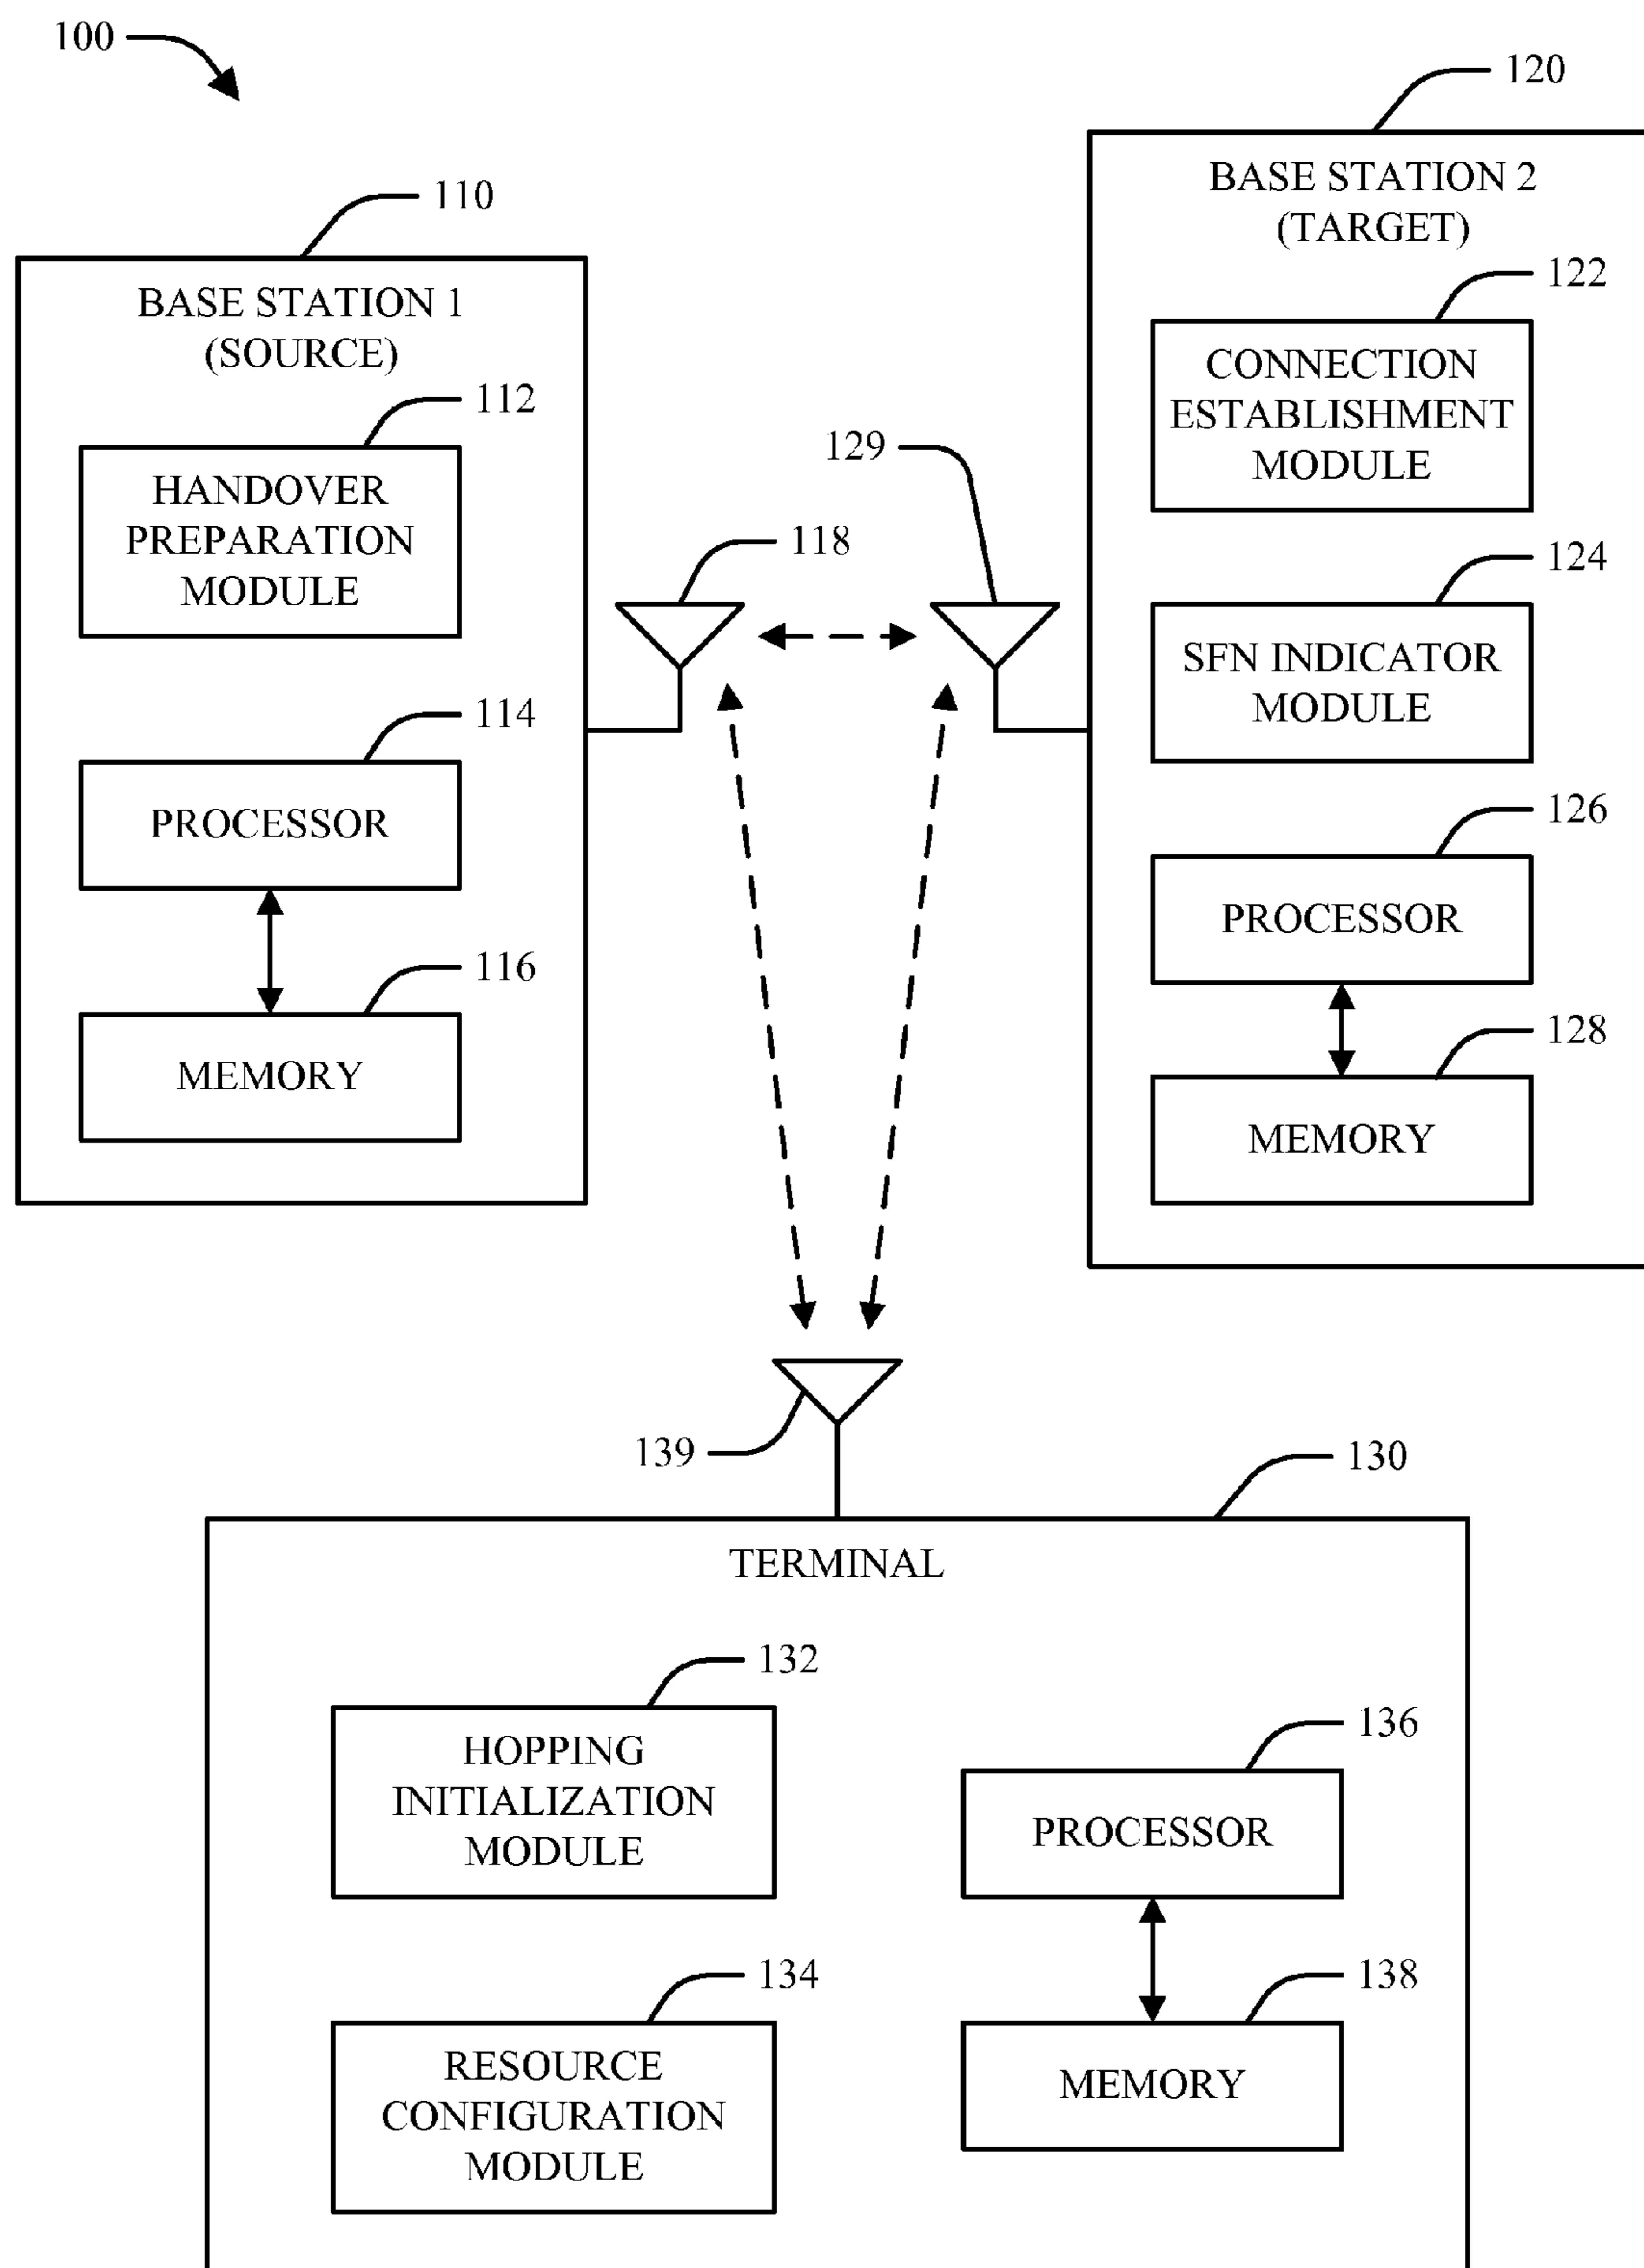 100
120
BASE STATION 2
(TARGET)
110
BASE STATION 1
(SOURCE)
122
CONNECTION
ESTABLISHMENT
MODULE
112
HANDOVER
PREPARATION
MODULE
129
118
124
SFN INDICATOR
MODULE
114
PROCESSOR
126
PROCESSOR
116
MEMORY
128
MEMORY
139
130
TERMINAL
132
HOPPING
INITIALIZATION
MODULE
136
PROCESSOR
134
RESOURCE
CONFIGURATION
MODULE
138
MEMORY